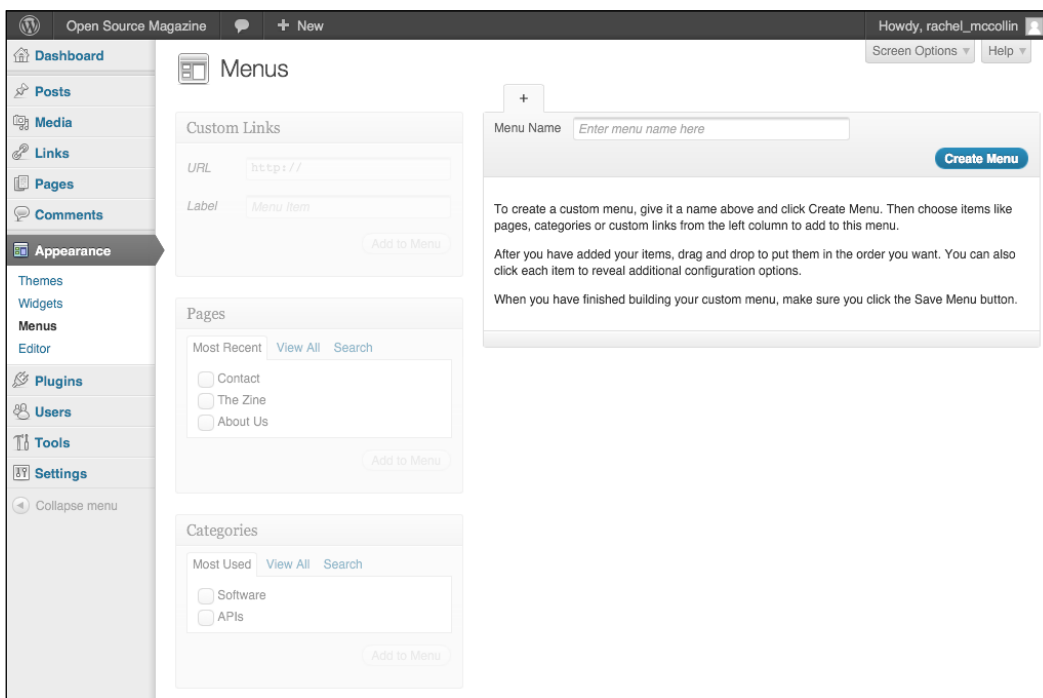 Open Source Magazine + New Howdy, rachel_mccollin
Screen Options Help
Dashboard
Posts
Media
Links
Pages
Comments
Appearance
Themes
Widgets
Menus
Editor
Plugins
Users
Tools
Settings
Collapse menu
Menus
Custom Links
URL http://
Label Menu Item
Add to Menu
Pages
Most Recent View All Search
Contact
The Zine
About Us
Add to Menu
Categories
Most Used View All Search
Software
APIs
Add to Menu
+
Menu Name Enter menu name here
Create Menu
To create a custom menu, give it a name above and click Create Menu. Then choose items like
pages, categories or custom links from the left column to add to this menu.
After you have added your items, drag and drop to put them in the order you want. You can also
click each item to reveal additional configuration options.
When you have finished building your custom menu, make sure you click the Save Menu button.